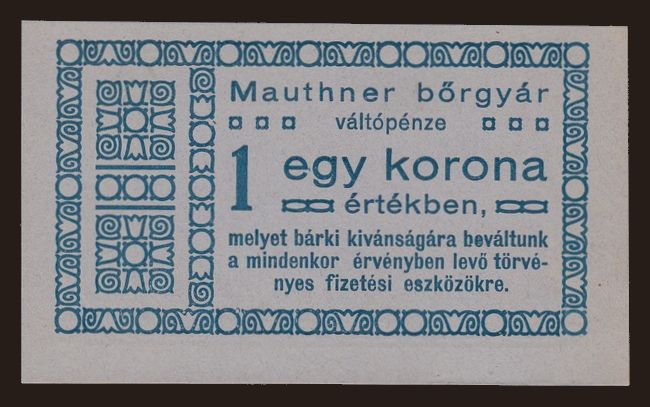 Mauthner bőrgyár
váltópénze
1 egy korona
értékben,
melyet bárki kivánságára beváltunk
a mindenkor érvényben levő törvé-
nyes fizetési eszközökre.